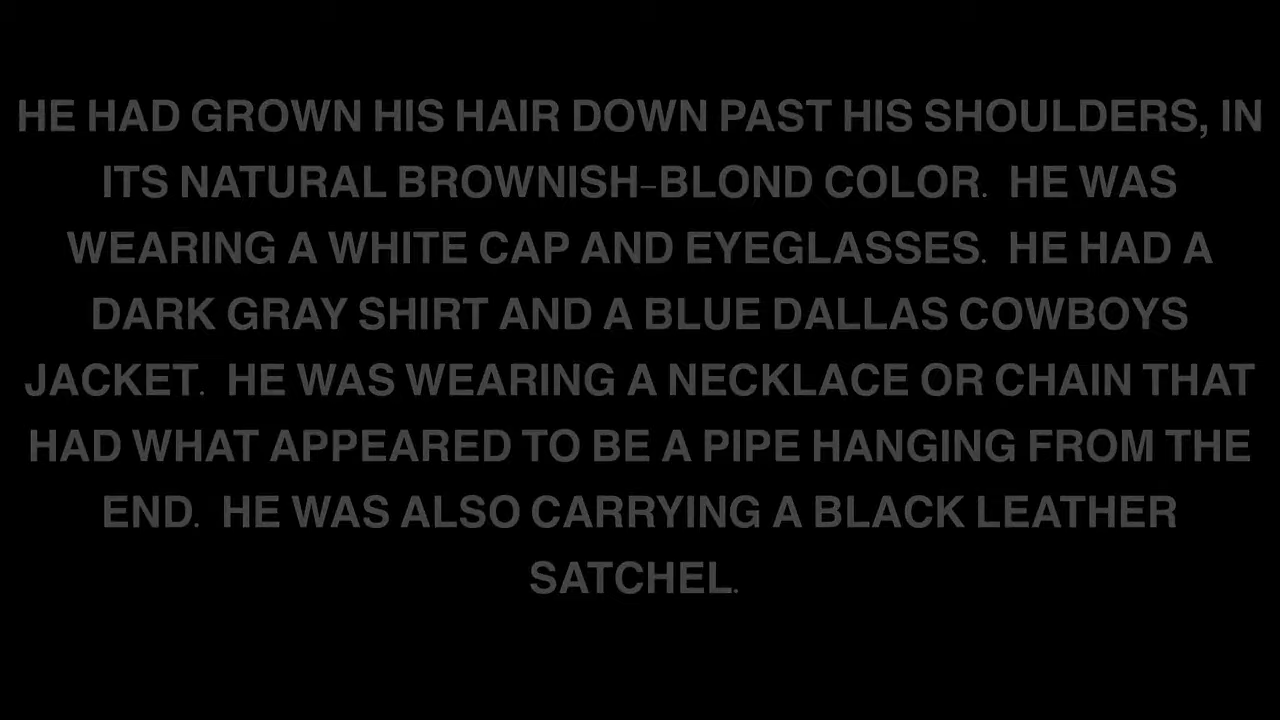 HE HAD GROWN HIS HAIR DOWN PAST HIS SHOULDERS, IN
ITS NATURAL BROWNISH-BLOND COLOR.  HE WAS
WEARING A WHITE CAP AND EYEGLASSES.  HE HAD A
DARK GRAY SHIRT AND A BLUE DALLAS COWBOYS
JACKET.  HE WAS WEARING A NECKLACE OR CHAIN THAT
HAD WHAT APPEARED TO BE A PIPE HANGING FROM THE
END.  HE WAS ALSO CARRYING A BLACK LEATHER
SATCHEL.